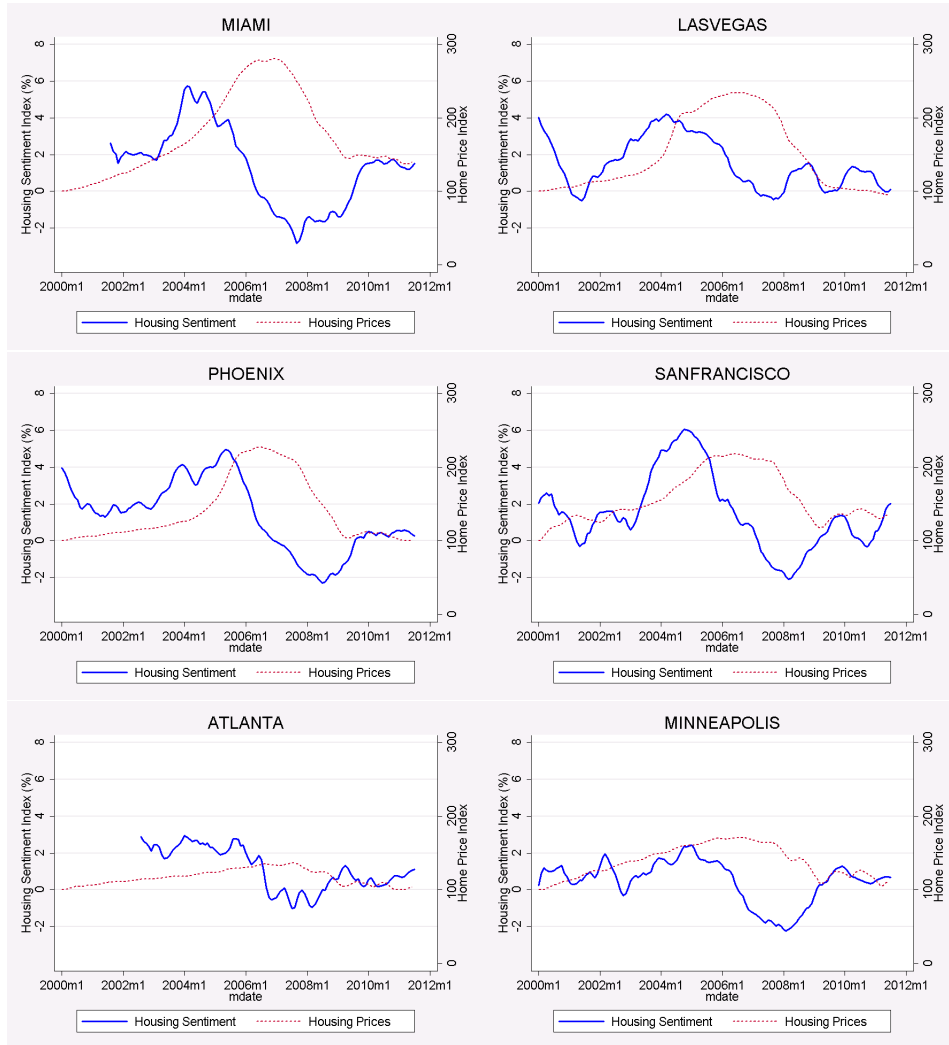 MIAMI
Housing Sentiment Index (%)
8
6
4
2
0
-2
Home Price Index
300
200
100
0
2000m1 2002m1 2004m1 2006m1 2008m1 2010m1 2012m1
mdate
Housing Sentiment Housing Prices
LASVEGAS
Housing Sentiment Index (%)
8
6
4
2
0
-2
Home Price Index
300
200
100
0
2000m1 2002m1 2004m1 2006m1 2008m1 2010m1 2012m1
mdate
Housing Sentiment Housing Prices
PHOENIX
Housing Sentiment Index (%)
8
6
4
2
0
-2
Home Price Index
300
200
100
0
2000m1 2002m1 2004m1 2006m1 2008m1 2010m1 2012m1
mdate
Housing Sentiment Housing Prices
SANFRANCISCO
Housing Sentiment Index (%)
8
6
4
2
0
-2
Home Price Index
300
200
100
0
2000m1 2002m1 2004m1 2006m1 2008m1 2010m1 2012m1
mdate
Housing Sentiment Housing Prices
ATLANTA
Housing Sentiment Index (%)
8
6
4
2
0
-2
Home Price Index
300
200
100
0
2000m1 2002m1 2004m1 2006m1 2008m1 2010m1 2012m1
mdate
Housing Sentiment Housing Prices
MINNEAPOLIS
Housing Sentiment Index (%)
8
6
4
2
0
-2
Home Price Index
300
200
100
0
2000m1 2002m1 2004m1 2006m1 2008m1 2010m1 2012m1
mdate
Housing Sentiment Housing Prices